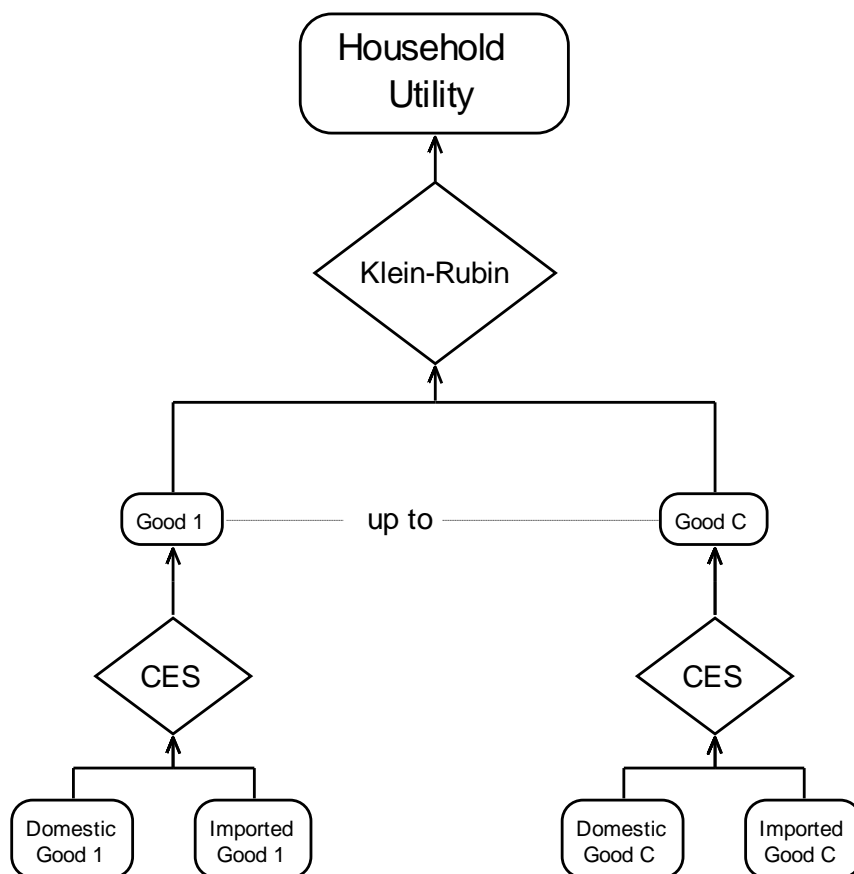 Household
Utility
Klein-Rubin
Good 1
up to
Good C
CES
CES
Domestic
Good 1
Imported
Good 1
Domestic
Good C
Imported
Good C